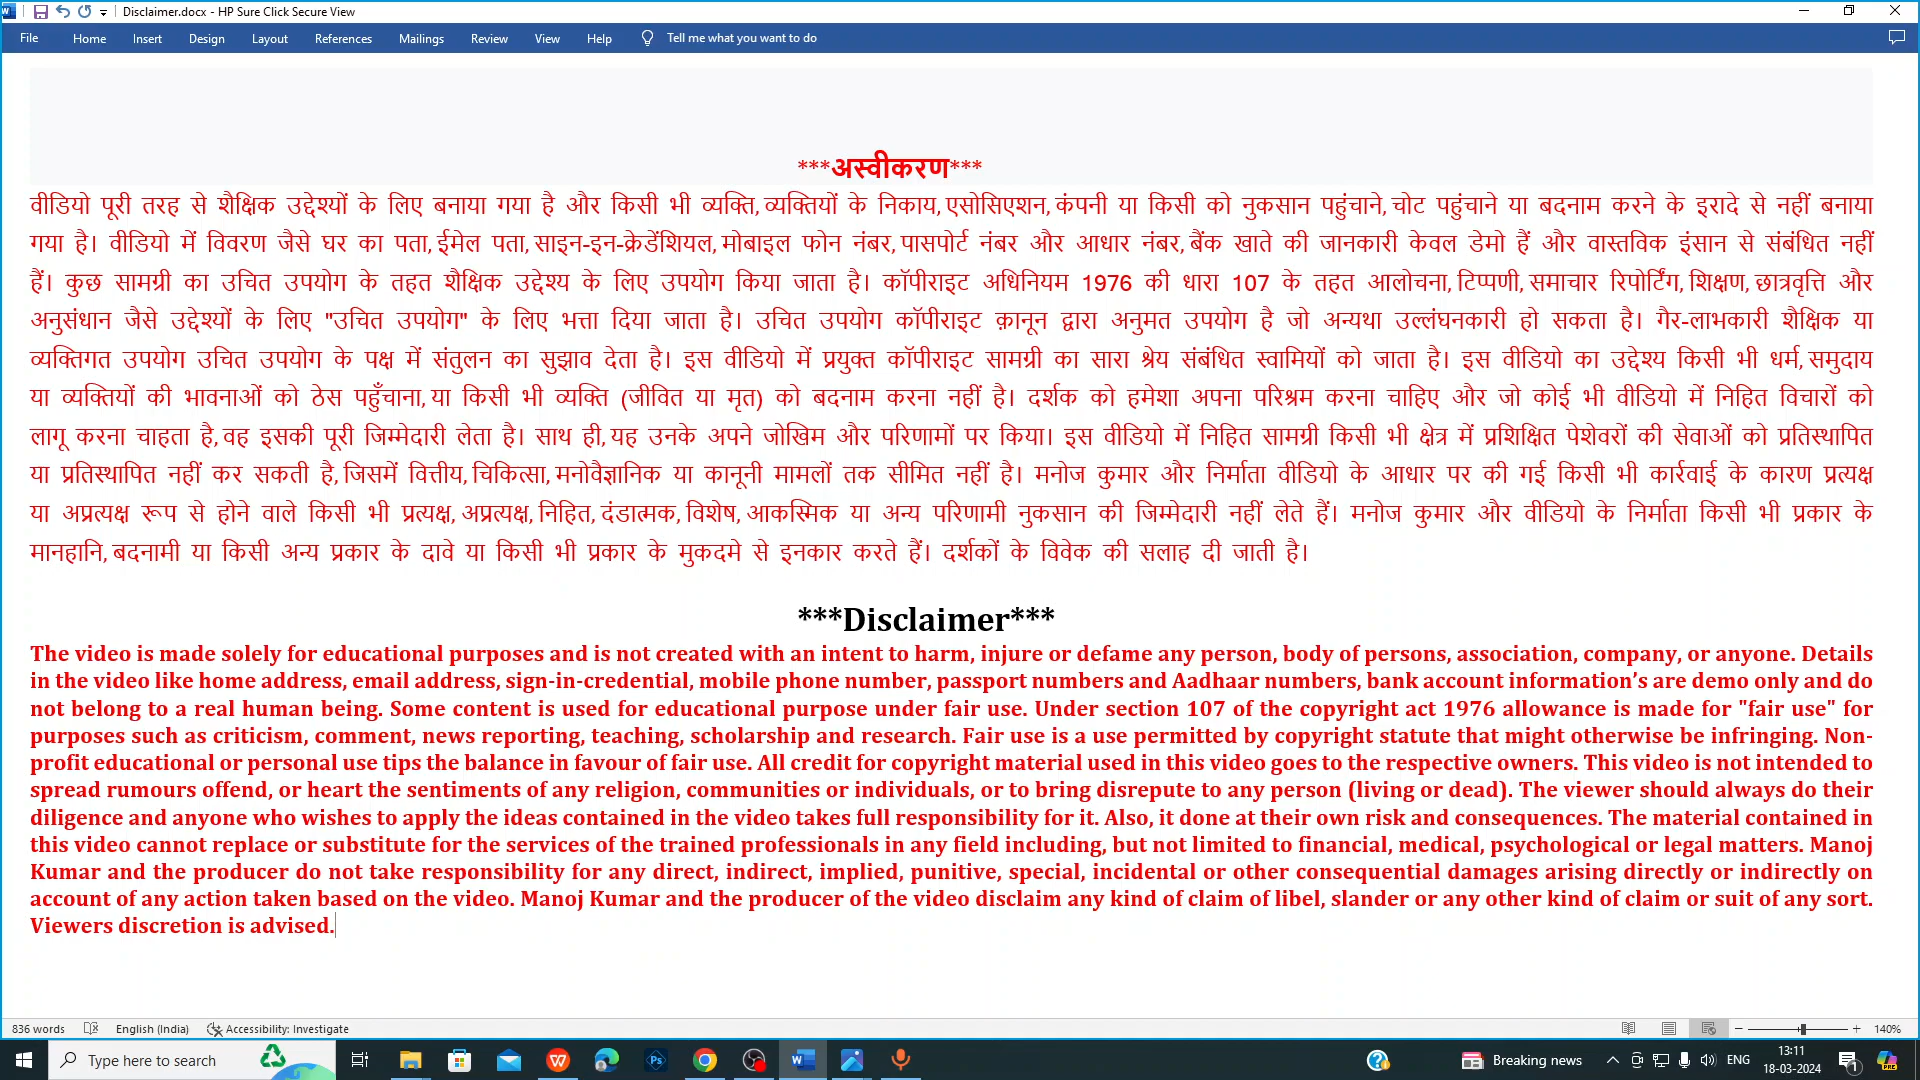 Disclaimer.docx - HP Sure Click Secure View
File Home Insert Design Layout References Mailings Review View Help Tell me what you want to do
***अस्वीकरण***
वीडियो पूरी तरह से शैक्षिक उद्देश्यों के लिए बनाया गया है और किसी भी व्यक्ति, व्यक्तियों के निकाय, एसोसिएशन, कंपनी या किसी को नुकसान पहुंचाने, चोट पहुंचाने या बदनाम करने के इरादे से नहीं बनाया
गया है। वीडियो में विवरण जैसे घर का पता, ईमेल पता, साइन-इन-क्रेडेंशियल, मोबाइल फोन नंबर, पासपोर्ट नंबर और आधार नंबर, बैंक खाते की जानकारी केवल डेमो हैं और वास्तविक इंसान से संबंधित नहीं
हैं। कुछ सामग्री का उचित उपयोग के तहत शैक्षिक उद्देश्य के लिए उपयोग किया जाता है। कॉपीराइट अधिनियम 1976 की धारा 107 के तहत आलोचना, टिप्पणी, समाचार रिपोर्टिंग, शिक्षण, छात्रवृत्ति और
अनुसंधान जैसे उद्देश्यों के लिए "उचित उपयोग" के लिए भत्ता दिया जाता है। उचित उपयोग कॉपीराइट क़ानून द्वारा अनुमत उपयोग है जो अन्यथा उल्लंघनकारी हो सकता है। गैर-लाभकारी शैक्षिक या
व्यक्तिगत उपयोग उचित उपयोग के पक्ष में संतुलन का सुझाव देता है। इस वीडियो में प्रयुक्त कॉपीराइट सामग्री का सारा श्रेय संबंधित स्वामियों को जाता है। इस वीडियो का उद्देश्य किसी भी धर्म, समुदाय
या व्यक्तियों की भावनाओं को ठेस पहुँचाना, या किसी भी व्यक्ति (जीवित या मृत) को बदनाम करना नहीं है। दर्शक को हमेशा अपना परिश्रम करना चाहिए और जो कोई भी वीडियो में निहित विचारों को
लागू करना चाहता है, वह इसकी पूरी जिम्मेदारी लेता है। साथ ही, यह उनके अपने जोखिम और परिणामों पर किया। इस वीडियो में निहित सामग्री किसी भी क्षेत्र में प्रशिक्षित पेशेवरों की सेवाओं को प्रतिस्थापित
या प्रतिस्थापित नहीं कर सकती है, जिसमें वित्तीय, चिकित्सा, मनोवैज्ञानिक या कानूनी मामलों तक सीमित नहीं है। मनोज कुमार और निर्माता वीडियो के आधार पर की गई किसी भी कार्रवाई के कारण प्रत्यक्ष
या अप्रत्यक्ष रूप से होने वाले किसी भी प्रत्यक्ष, अप्रत्यक्ष, निहित, दंडात्मक, विशेष, आकस्मिक या अन्य परिणामी नुकसान की जिम्मेदारी नहीं लेते हैं। मनोज कुमार और वीडियो के निर्माता किसी भी प्रकार के
मानहानि, बदनामी या किसी अन्य प्रकार के दावे या किसी भी प्रकार के मुकदमे से इनकार करते हैं। दर्शकों के विवेक की सलाह दी जाती है।
***Disclaimer***
The video is made solely for educational purposes and is not created with an intent to harm, injure or defame any person, body of persons, association, company, or anyone. Details
in the video like home address, email address, sign-in-credential, mobile phone number, passport numbers and Aadhaar numbers, bank account information's are demo only and do
not belong to a real human being. Some content is used for educational purpose under fair use. Under section 107 of the copyright act 1976 allowance is made for "fair use" for
purposes such as criticism, comment, news reporting, teaching, scholarship and research. Fair use is a use permitted by copyright statute that might otherwise be infringing. Non-
profit educational or personal use tips the balance in favour of fair use. All credit for copyright material used in this video goes to the respective owners. This video is not intended to
spread rumours offend, or heart the sentiments of any religion, communities or individuals, or to bring disrepute to any person (living or dead). The viewer should always do their
diligence and anyone who wishes to apply the ideas contained in the video takes full responsibility for it. Also, it done at their own risk and consequences. The material contained in
this video cannot replace or substitute for the services of the trained professionals in any field including, but not limited to financial, medical, psychological or legal matters. Manoj
Kumar and the producer do not take responsibility for any direct, indirect, implied, punitive, special, incidental or other consequential damages arising directly or indirectly on
account of any action taken based on the video. Manoj Kumar and the producer of the video disclaim any kind of claim of libel, slander or any other kind of claim or suit of any sort.
Viewers discretion is advised.
836 words English (India) Accessibility: Investigate 140%
Type here to search Breaking news ENG 13:11
18-03-2024